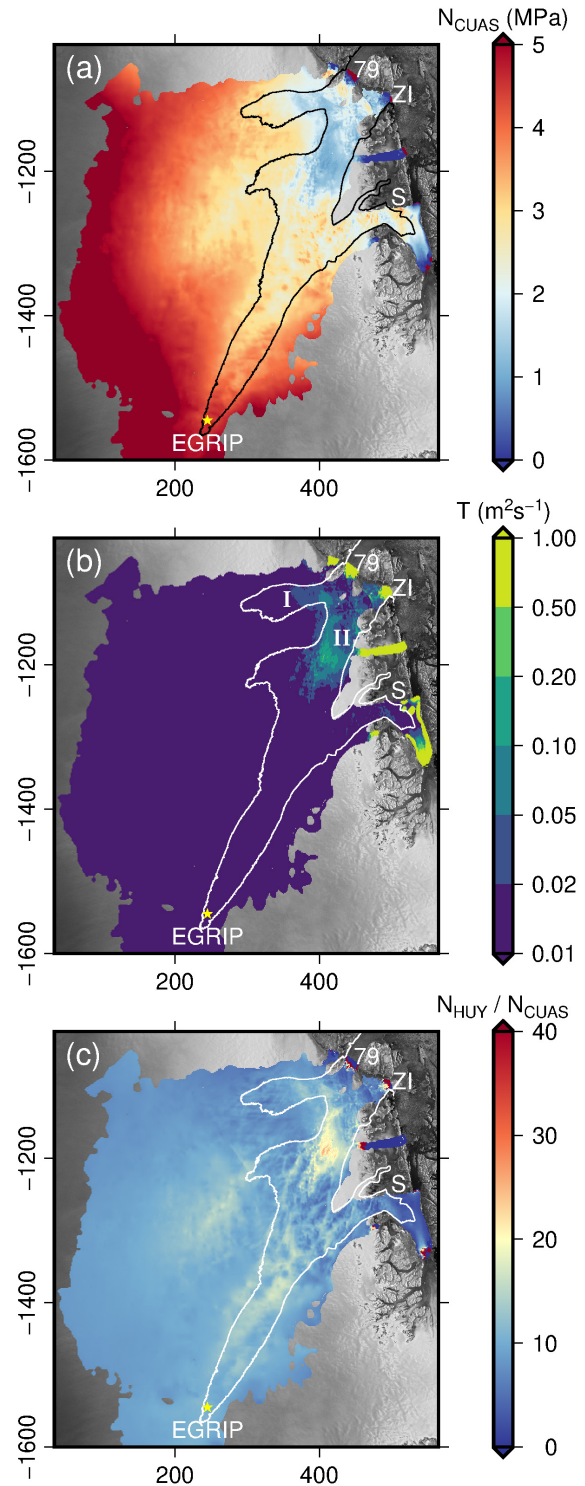 N_CUAS (MPa)
(a)
79
ZI
S
EGRIP
−1200
−1400
−1600
200
400
5
4
3
2
1
0
T (m²s⁻¹)
(b)
79
I
ZI
II
S
EGRIP
−1200
−1400
−1600
200
400
1.00
0.50
0.20
0.10
0.05
0.02
0.01
N_HUY / N_CUAS
(c)
79
ZI
S
EGRIP
−1200
−1400
−1600
200
400
40
30
20
10
0